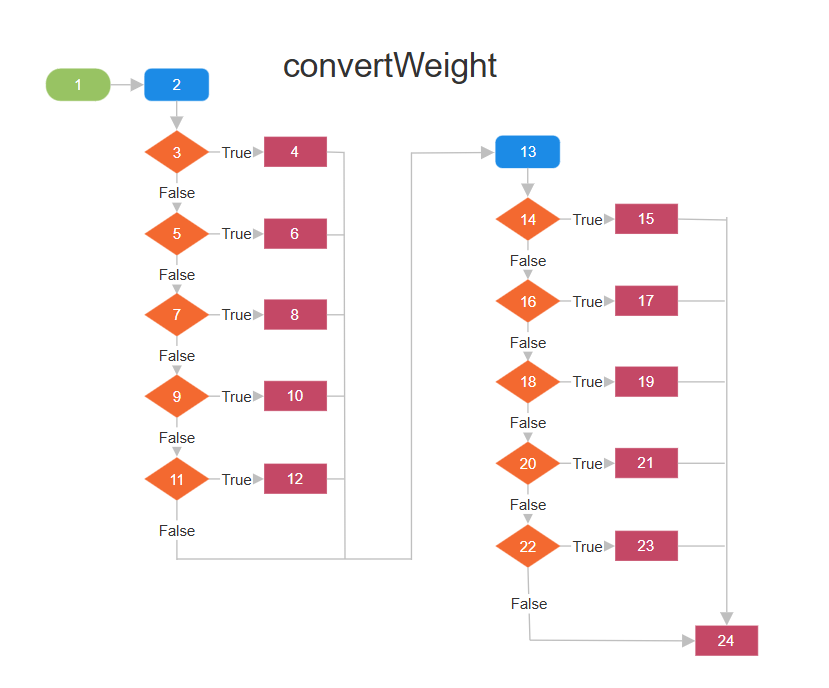 convertWeight
1
2
3
True
4
False
5
True
6
False
7
True
8
False
9
True
10
False
11
True
12
False
13
14
True
15
False
16
True
17
False
18
True
19
False
20
True
21
False
22
True
23
False
24